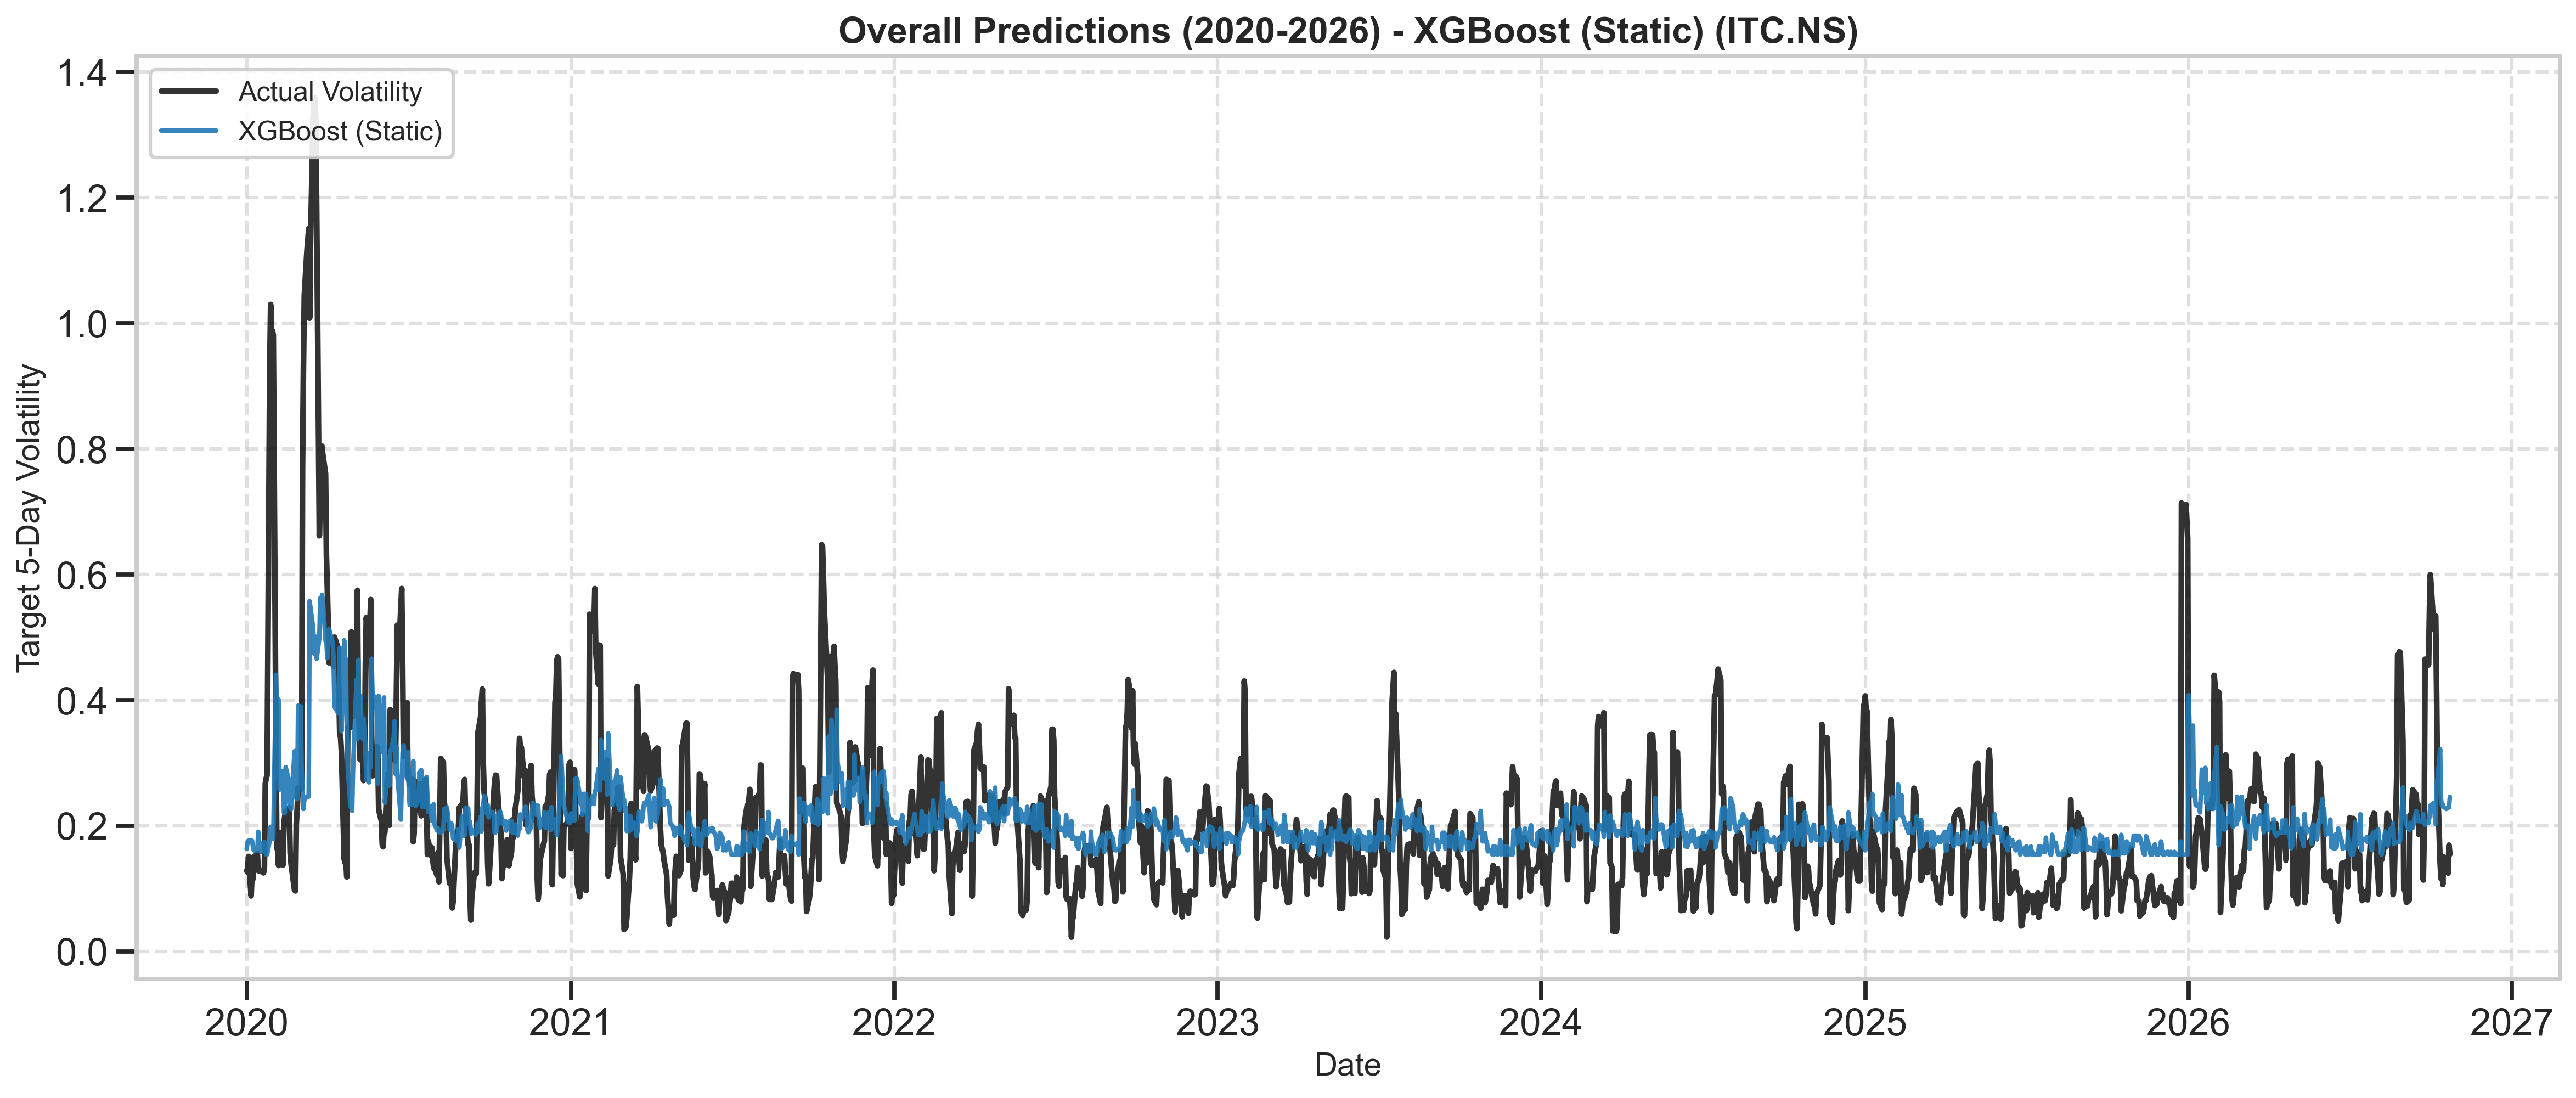 Overall Predictions (2020-2026) - XGBoost (Static) (ITC.NS)
Actual Volatility
XGBoost (Static)
Target 5-Day Volatility
1.4
1.2
1.0
0.8
0.6
0.4
0.2
0.0
2020 2021 2022 2023 2024 2025 2026 2027
Date